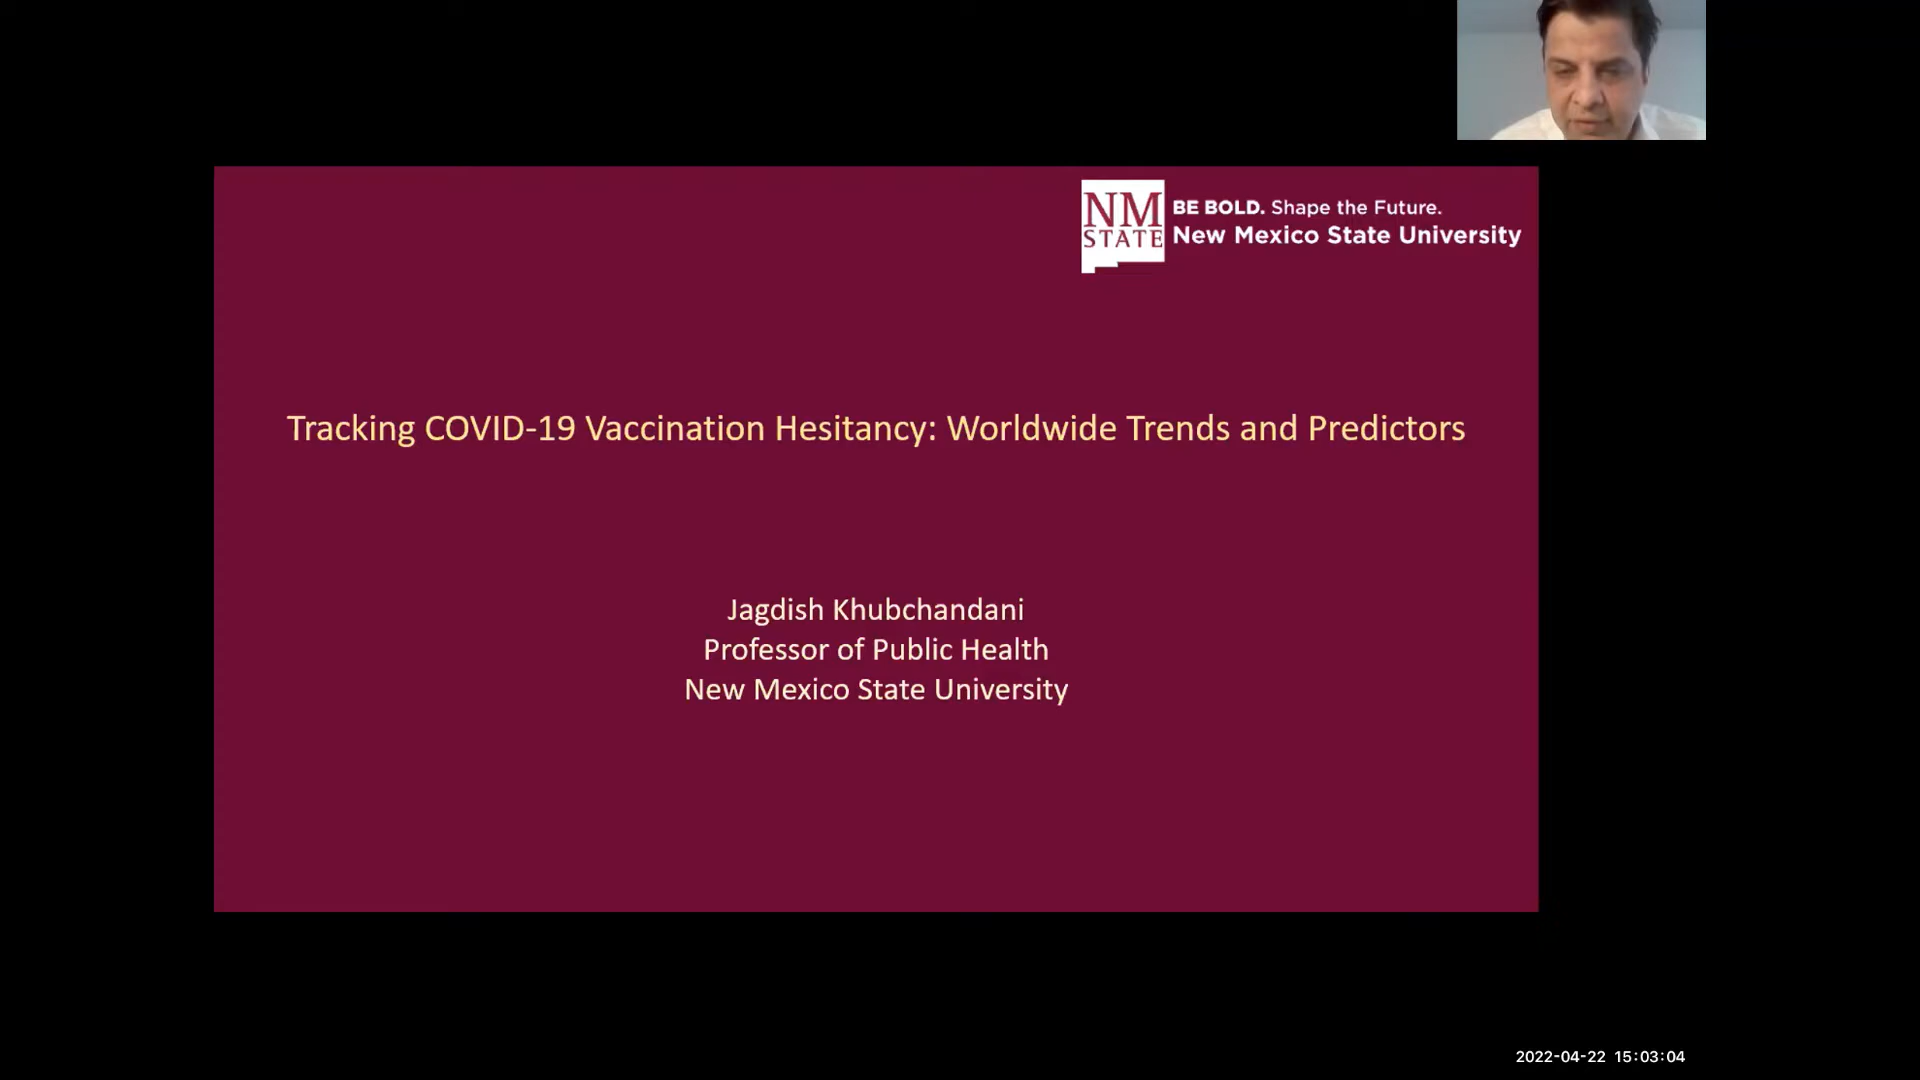 NM
STATE
BE BOLD. Shape the Future.
New Mexico State University
Tracking COVID-19 Vaccination Hesitancy: Worldwide Trends and Predictors
Jagdish Khubchandani
Professor of Public Health
New Mexico State University
2022-04-22 15:03:04